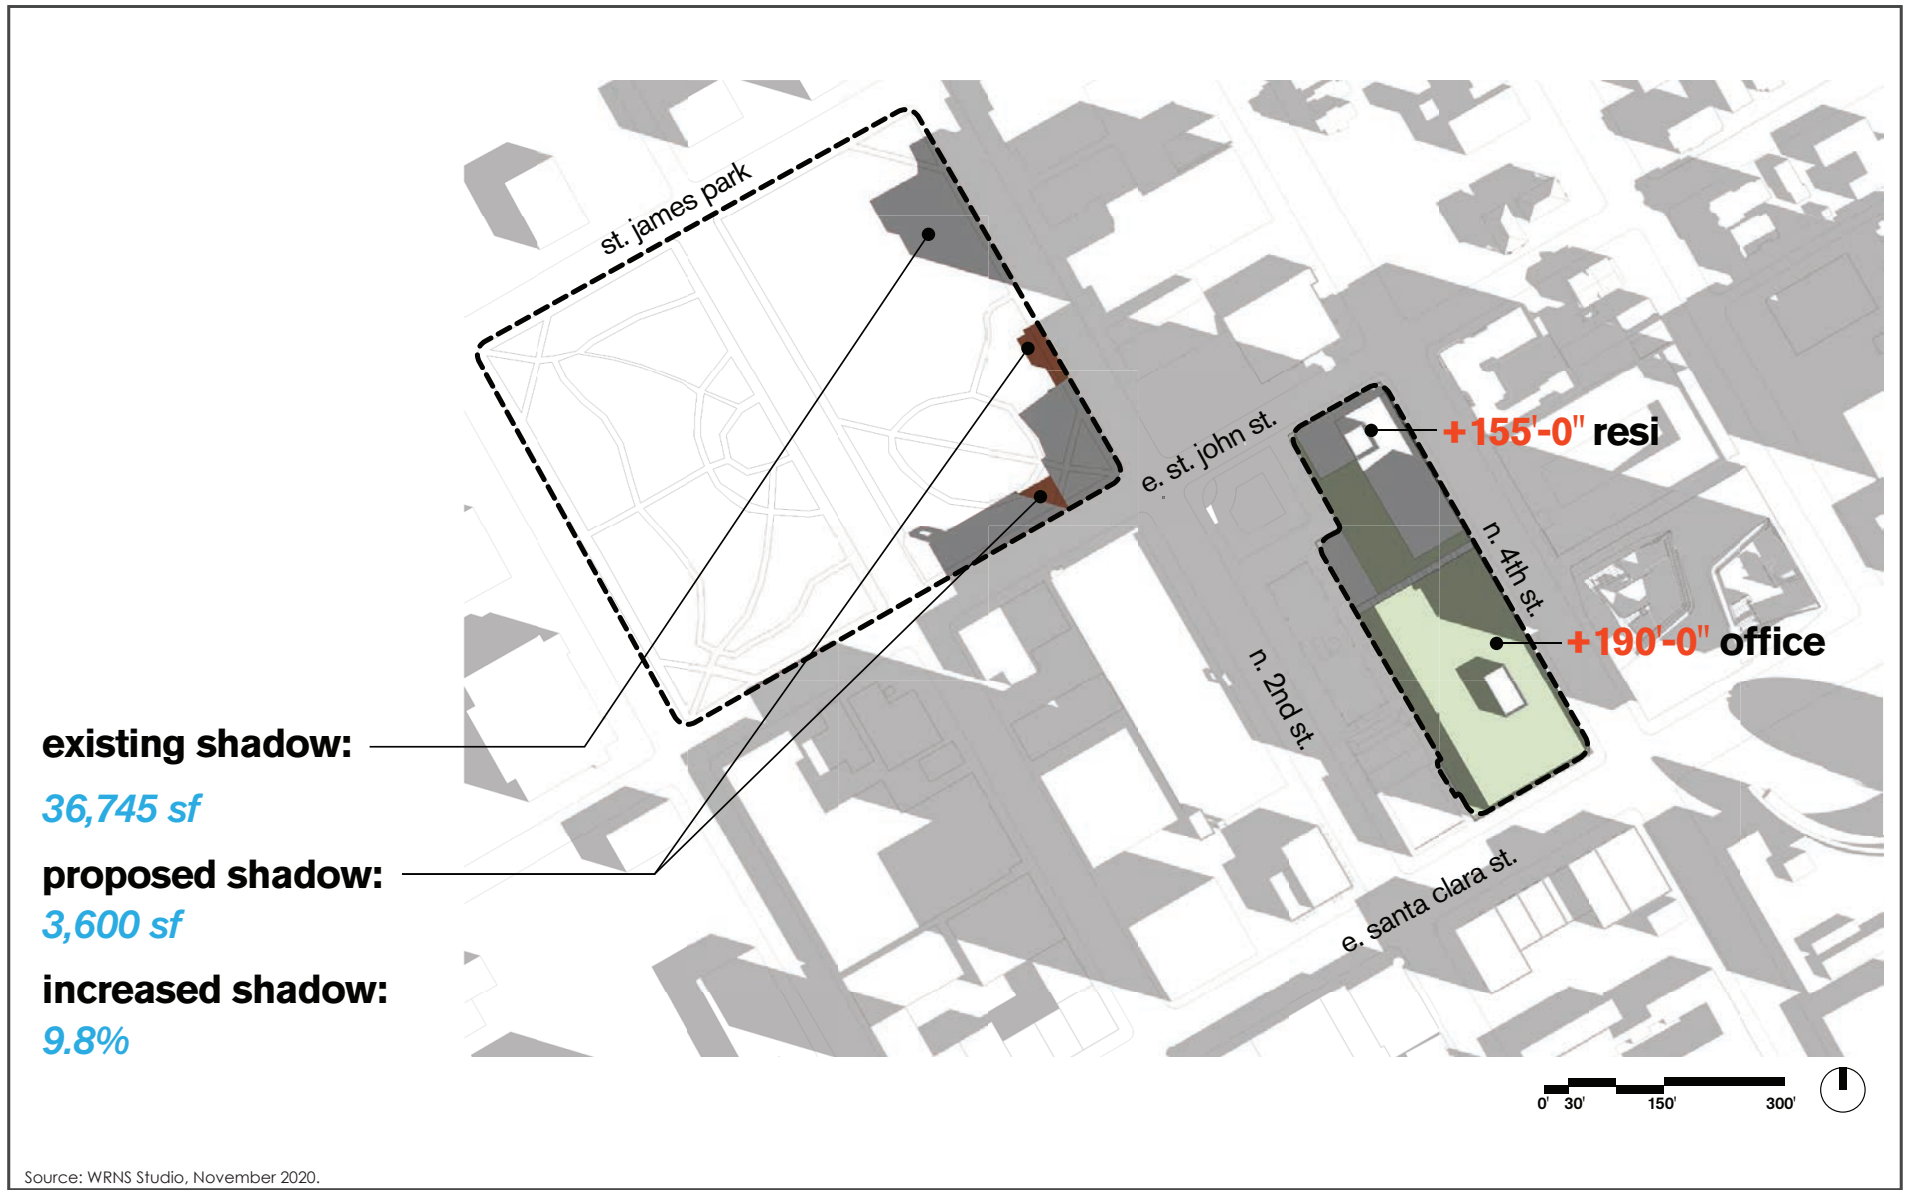 st. james park
e. st. john st.
+155'-0" resi
n. 4th st.
+190'-0" office
n. 2nd st.
e. santa clara st.
existing shadow:
36,745 sf
proposed shadow:
3,600 sf
increased shadow:
9.8%
0' 30' 150' 300'
Source: WRNS Studio, November 2020.